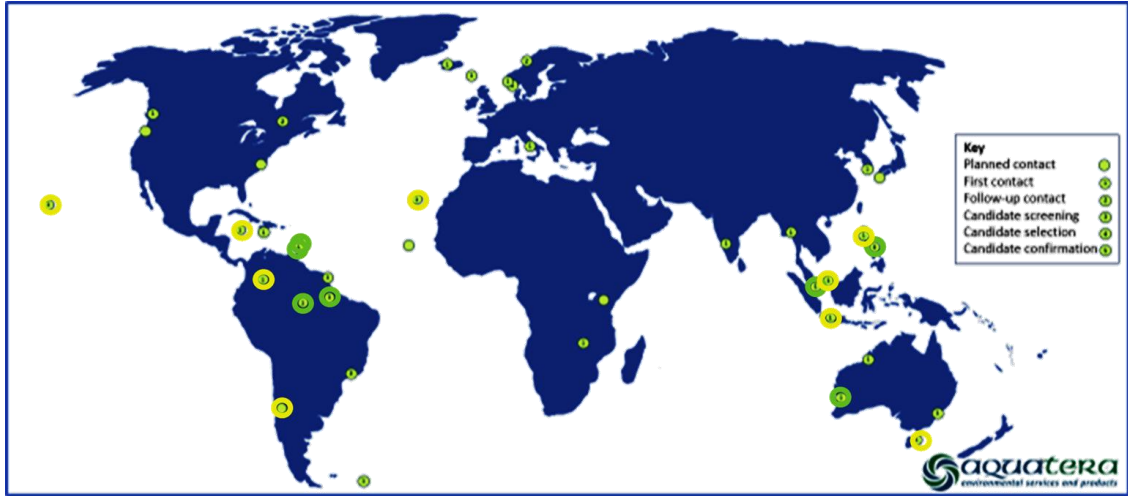 Key
Planned contact
First contact
Follow-up contact
Candidate screening
Candidate selection
Candidate confirmation
aquatera
environmental services and products